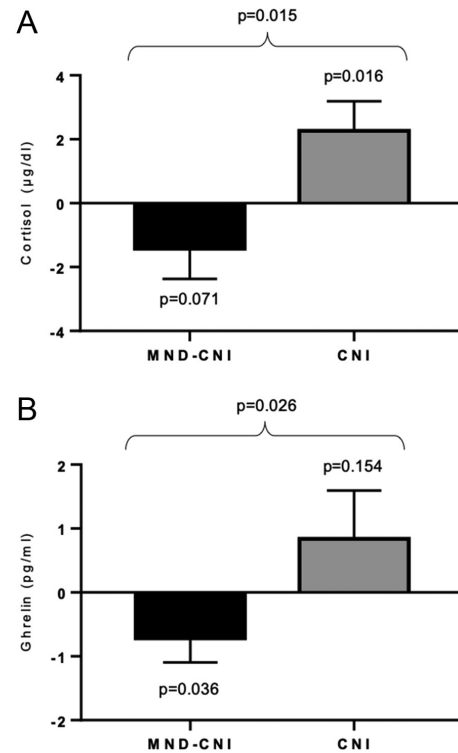 A
p=0.015
p=0.016
4
2
0
-2
-4
Cortisol (µg/dl)
p=0.071
MND-CNI CNI
B
p=0.026
p=0.154
2
1
0
-1
-2
Ghrelin (pg/ml)
p=0.036
MND-CNI CNI